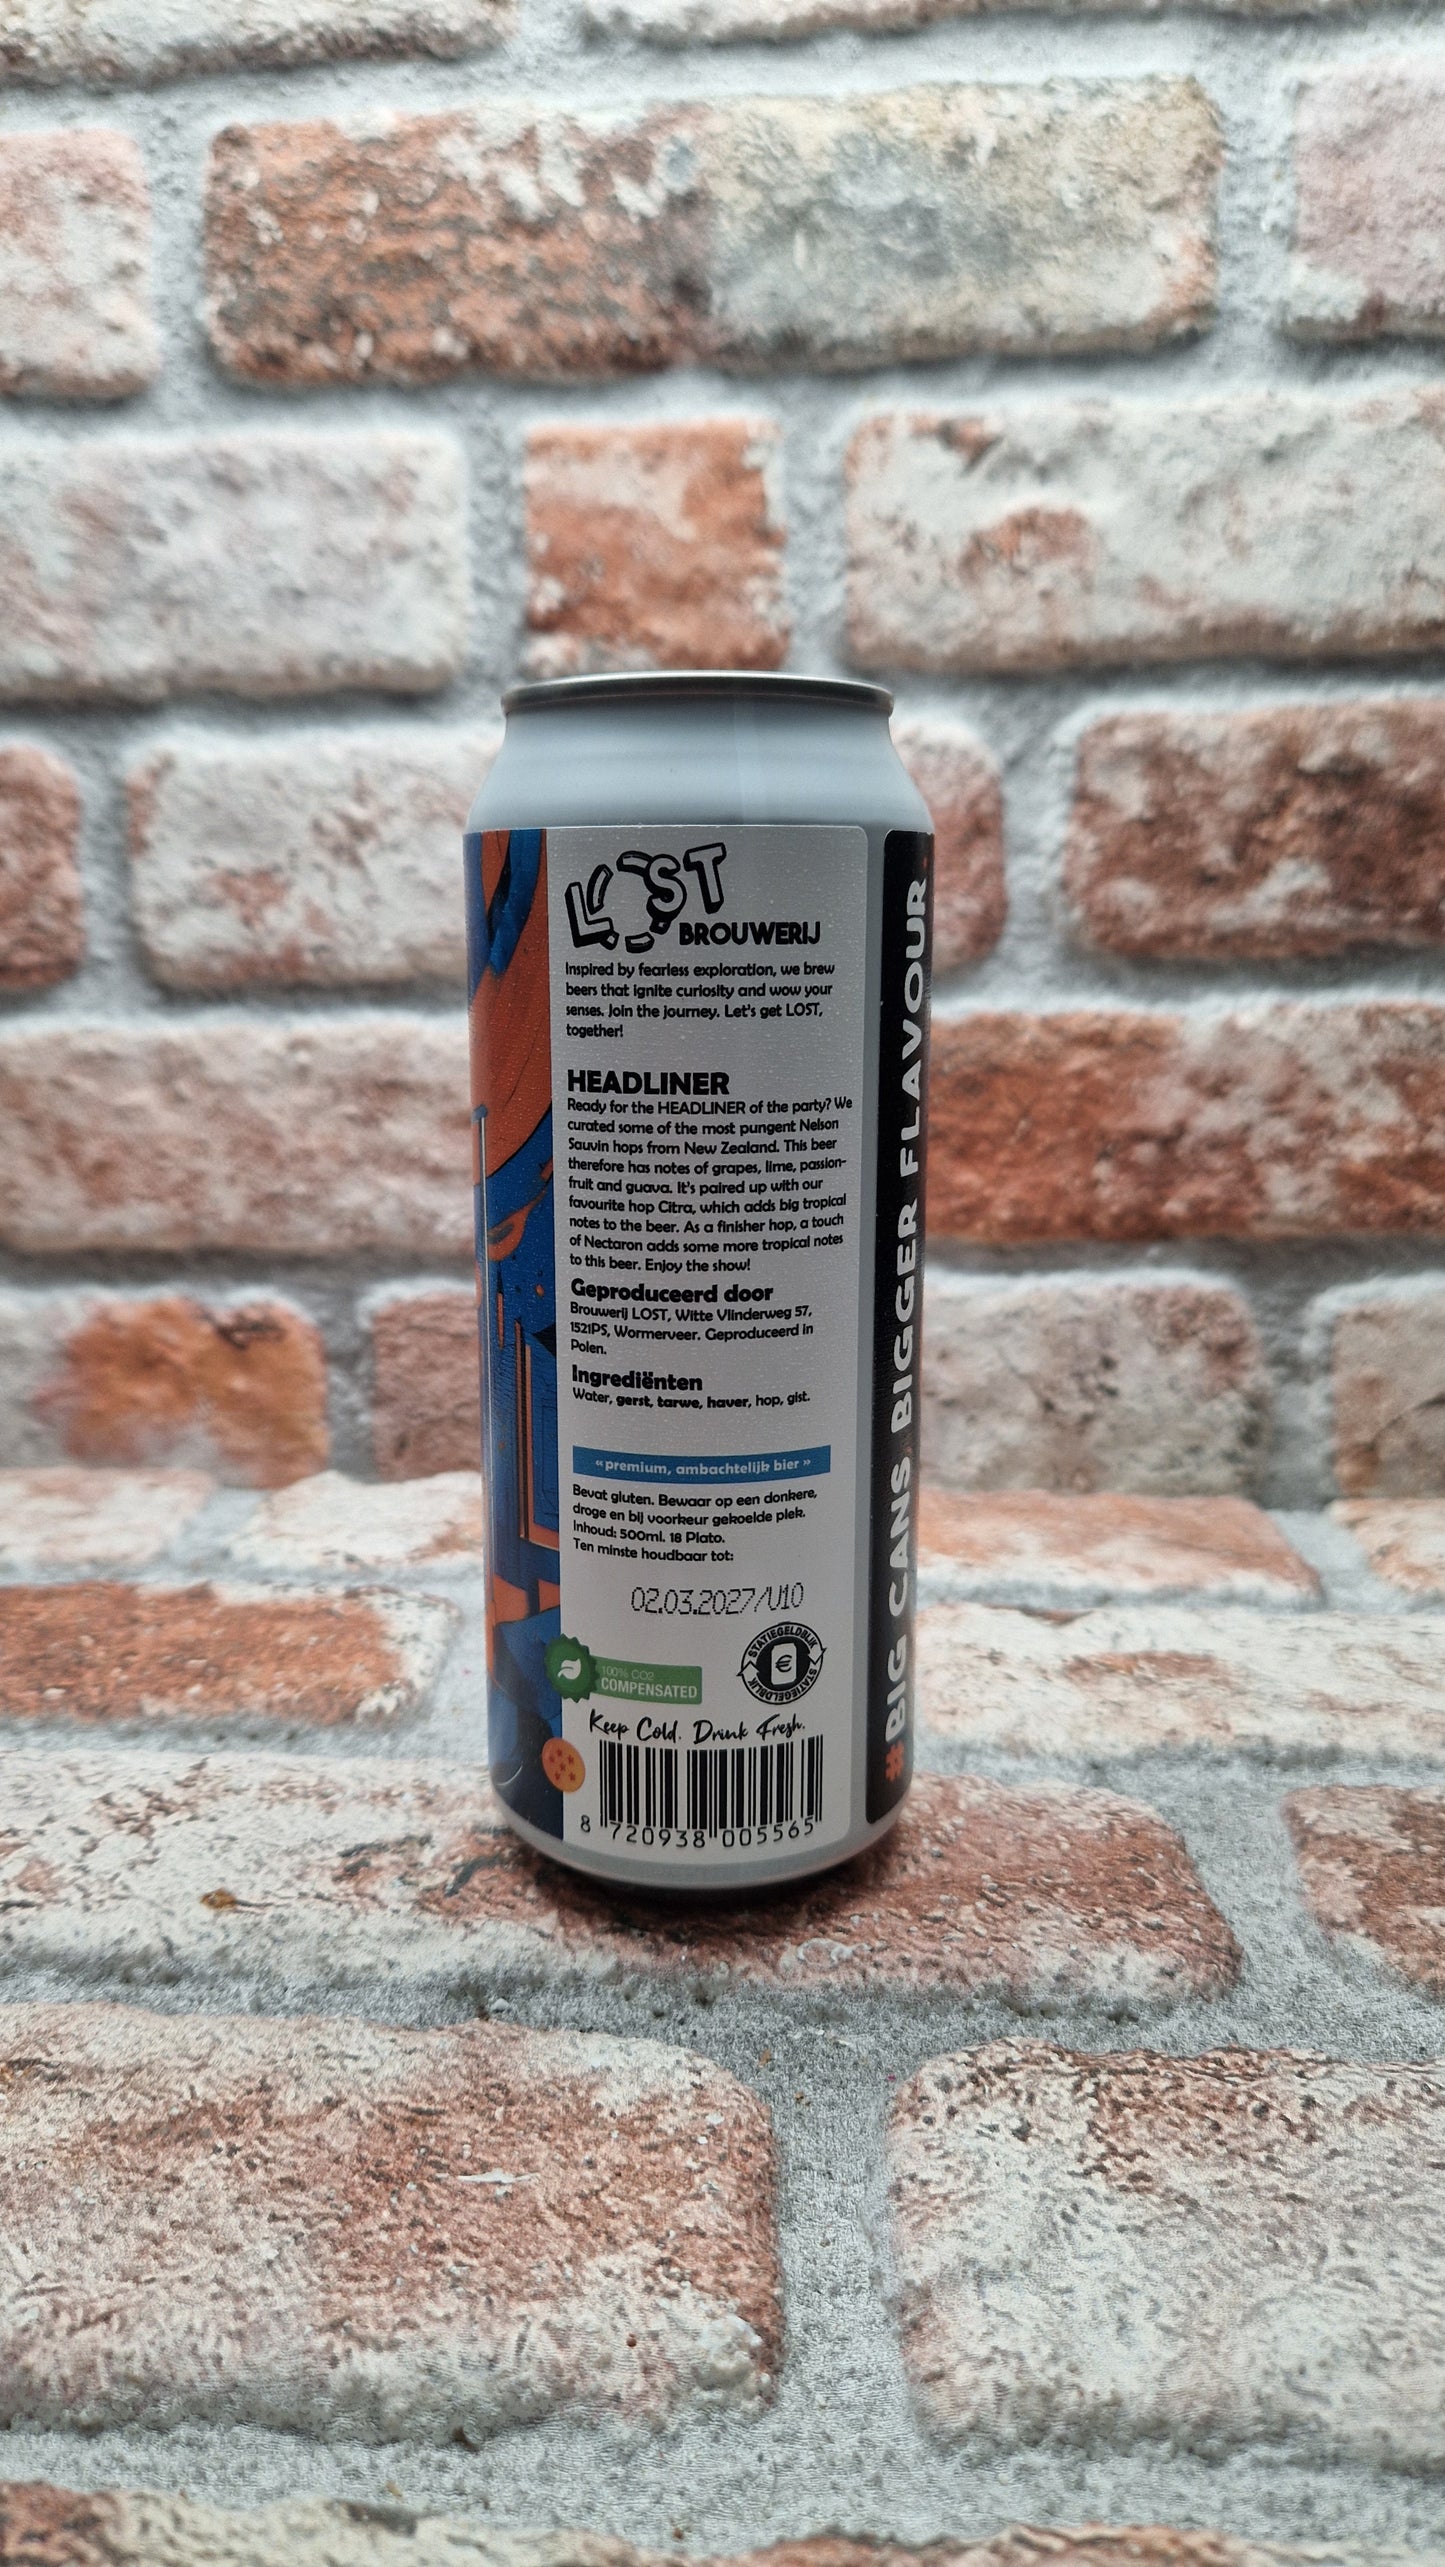 LOST
BROUWERIJ
Inspired by fearless exploration, we brew
beers that ignite curiosity and wow your
senses. Join the journey. Let's get LOST,
together!
HEADLINER
Ready for the HEADLINER of the party? We
curated some of the most pungent Nelson
Sauvin hops from New Zealand. This beer
therefore has notes of grapes, lime, passion-
fruit and guava. It's paired up with our
favourite hop Citra, which adds big tropical
notes to the beer. As a finisher hop, a touch
of Nectaron adds some more tropical notes
to this beer. Enjoy the show!
Geproduceerd door
Brouwerij LOST, Witte Vlinderweg 57,
1521PS, Wormerveer. Geproduceerd in
Polen.
Ingrediënten
Water, gerst, tarwe, haver, hop, gist.
«premium, ambachtelijk bier »
Bevat gluten. Bewaar op een donkere,
droge en bij voorkeur gekoelde plek.
Inhoud: 500ml. 18 Plato.
Ten minste houdbaar tot:
02.03.2027/U10
100% CO2
COMPENSATED
STATIEGELDBLIK
€
STATIEGELDBLIK
Keep Cold. Drink Fresh.
8 720938 005565
#BIG CANS BIGGER FLAVOUR.